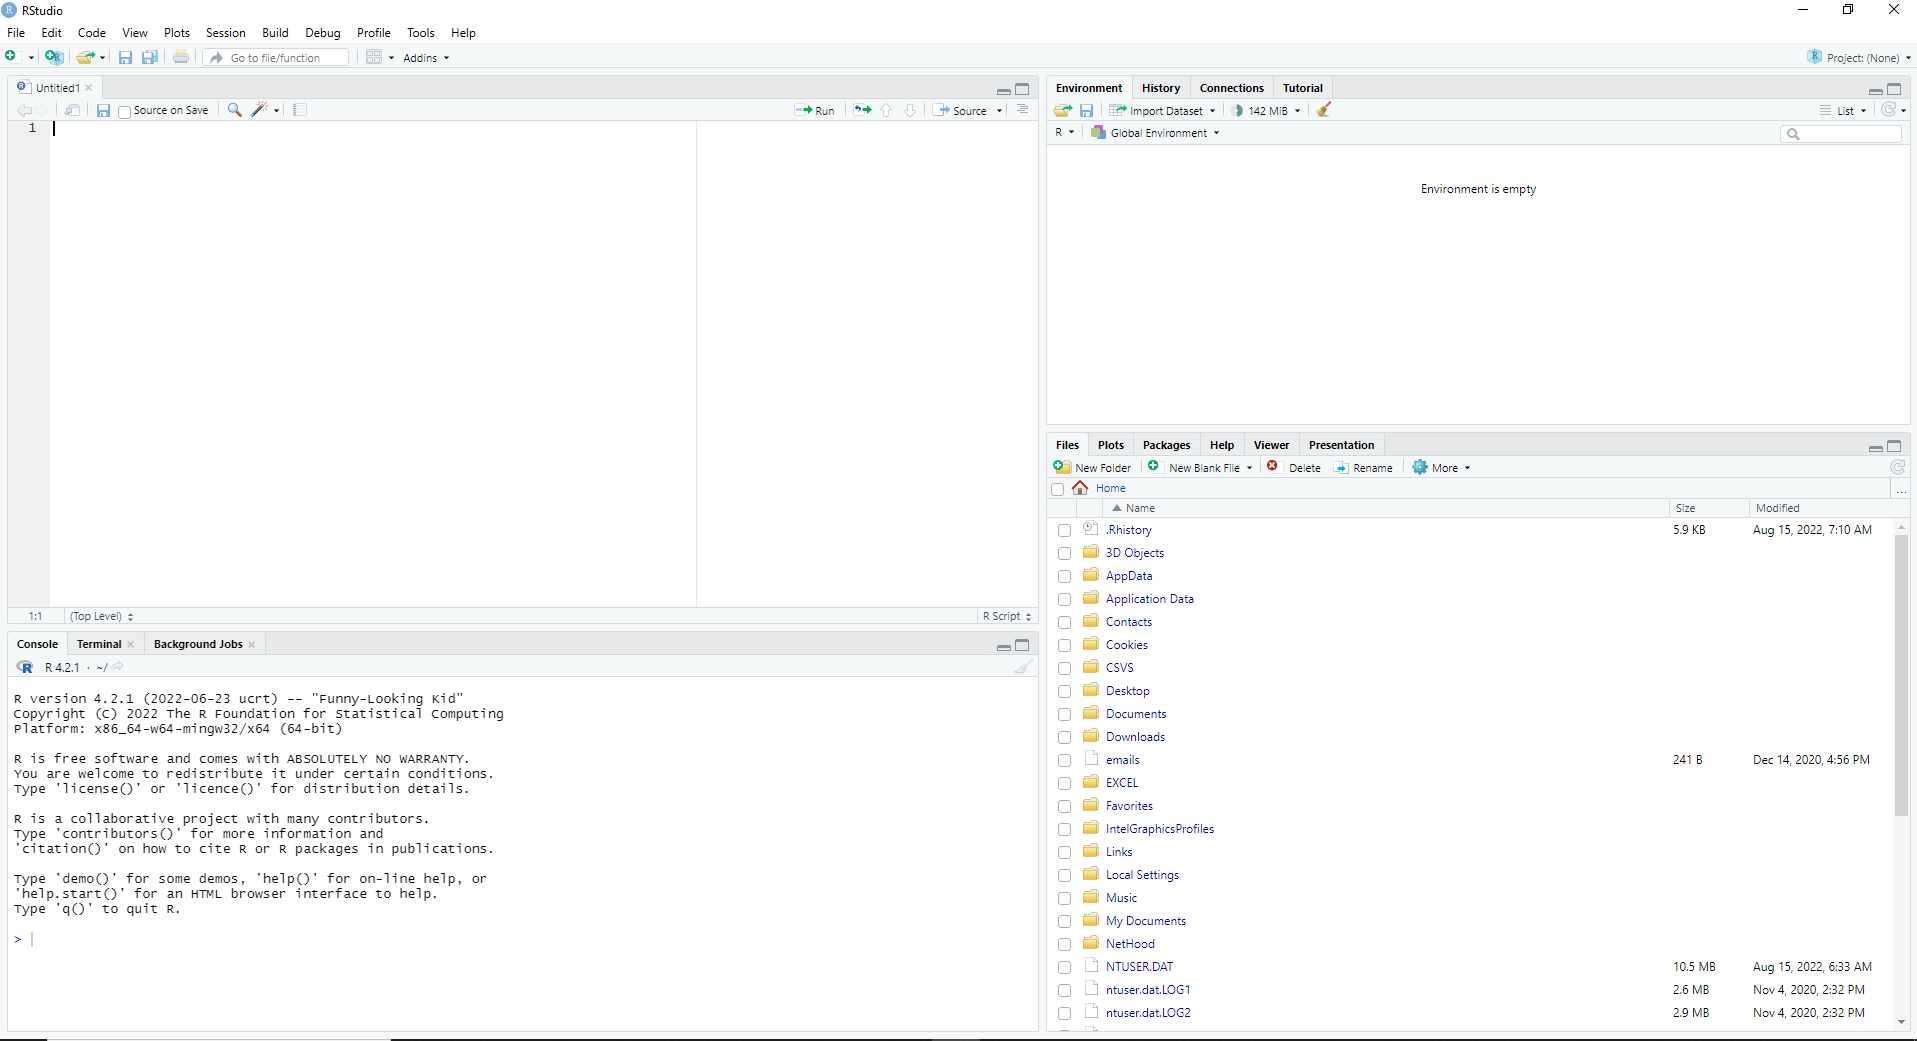 RStudio
File Edit Code View Plots Session Build Debug Profile Tools Help
Go to file/function Addins Project: (None)
Untitled1
Source on Save Run Source
1
1:1 (Top Level) R Script
Console Terminal Background Jobs
R 4.2.1 · ~/
R version 4.2.1 (2022-06-23 ucrt) -- "Funny-Looking Kid"
Copyright (C) 2022 The R Foundation for Statistical Computing
Platform: x86_64-w64-mingw32/x64 (64-bit)
R is free software and comes with ABSOLUTELY NO WARRANTY.
You are welcome to redistribute it under certain conditions.
Type 'license()' or 'licence()' for distribution details.
R is a collaborative project with many contributors.
Type 'contributors()' for more information and
'citation()' on how to cite R or R packages in publications.
Type 'demo()' for some demos, 'help()' for on-line help, or
'help.start()' for an HTML browser interface to help.
Type 'q()' to quit R.
>
Environment History Connections Tutorial
Import Dataset 142 MiB List
R Global Environment
Environment is empty
Files Plots Packages Help Viewer Presentation
New Folder New Blank File Delete Rename More
Home ...
Name Size Modified
.Rhistory 5.9 KB Aug 15, 2022, 7:10 AM
3D Objects
AppData
Application Data
Contacts
Cookies
CSVS
Desktop
Documents
Downloads
emails 241 B Dec 14, 2020, 4:56 PM
EXCEL
Favorites
IntelGraphicsProfiles
Links
Local Settings
Music
My Documents
NetHood
NTUSER.DAT 10.5 MB Aug 15, 2022, 6:33 AM
ntuser.dat.LOG1 2.6 MB Nov 4, 2020, 2:32 PM
ntuser.dat.LOG2 2.9 MB Nov 4, 2020, 2:32 PM